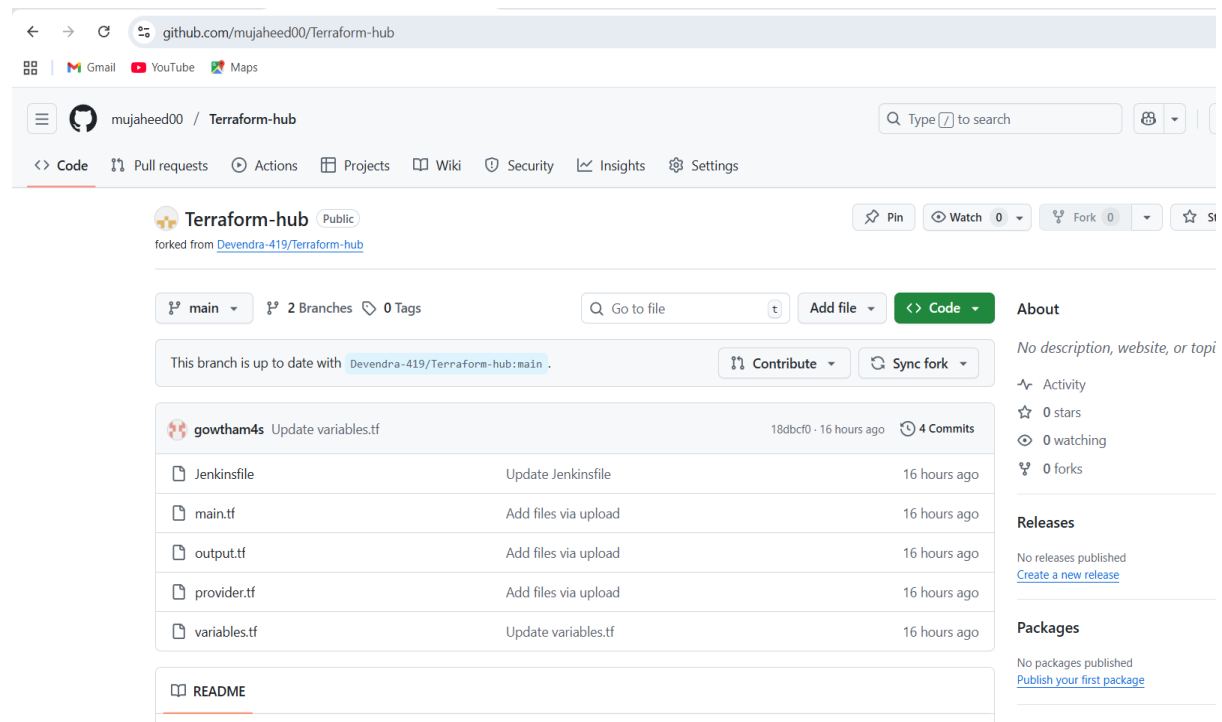 github.com/mujaheed00/Terraform-hub
Gmail YouTube Maps
mujaheed00 / Terraform-hub Type / to search
Code Pull requests Actions Projects Wiki Security Insights Settings
Terraform-hub Public Pin Watch 0 Fork 0
forked from Devendra-419/Terraform-hub
main 2 Branches 0 Tags Go to file t Add file Code
About
This branch is up to date with Devendra-419/Terraform-hub:main . Contribute Sync fork
No description, website, or topi
Activity
0 stars
gowtham4s Update variables.tf 18dbcf0 · 16 hours ago 4 Commits
0 watching
0 forks
Jenkinsfile Update Jenkinsfile 16 hours ago
main.tf Add files via upload 16 hours ago
Releases
output.tf Add files via upload 16 hours ago
No releases published
Create a new release
provider.tf Add files via upload 16 hours ago
variables.tf Update variables.tf 16 hours ago
Packages
No packages published
Publish your first package
README